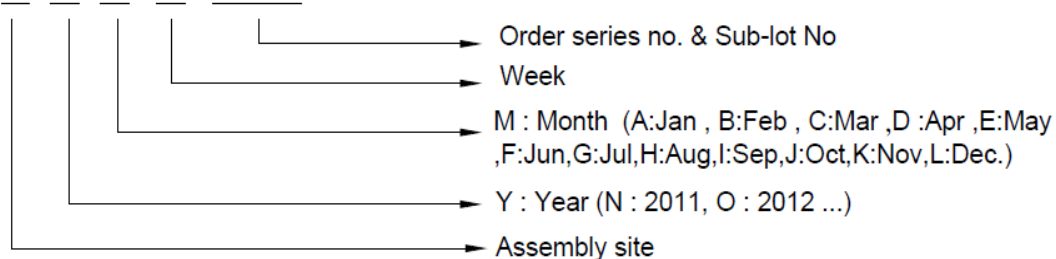 Order series no. & Sub-lot No
Week
M : Month (A:Jan , B:Feb , C:Mar ,D :Apr ,E:May
,F:Jun,G:Jul,H:Aug,I:Sep,J:Oct,K:Nov,L:Dec.)
Y : Year (N : 2011, O : 2012 ...)
Assembly site